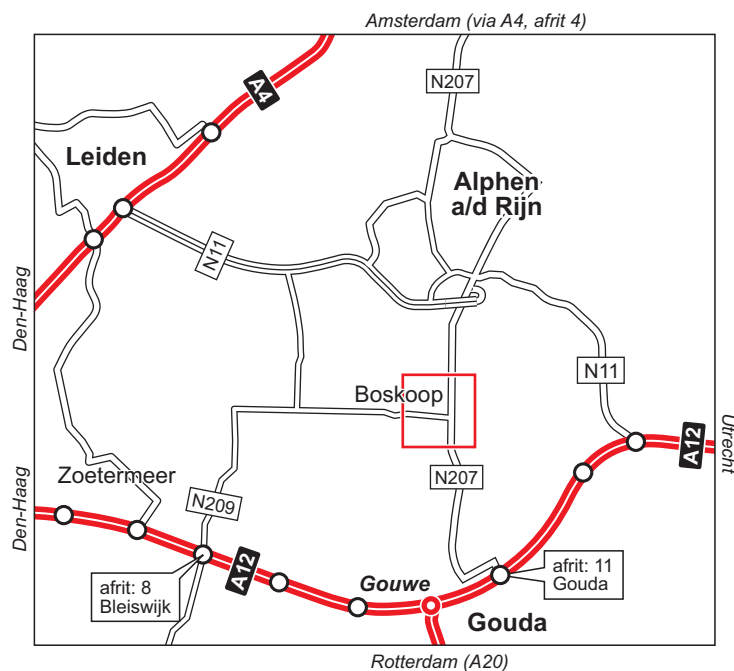 Amsterdam (via A4, afrit 4)
N207
A4
Leiden
Alphen
a/d Rijn
N11
Den-Haag
N11
Boskoop
A12
Utrecht
Zoetermeer
N207
Den-Haag
N209
afrit: 8
Bleiswijk
A12
Gouwe
afrit: 11
Gouda
Gouda
Rotterdam (A20)